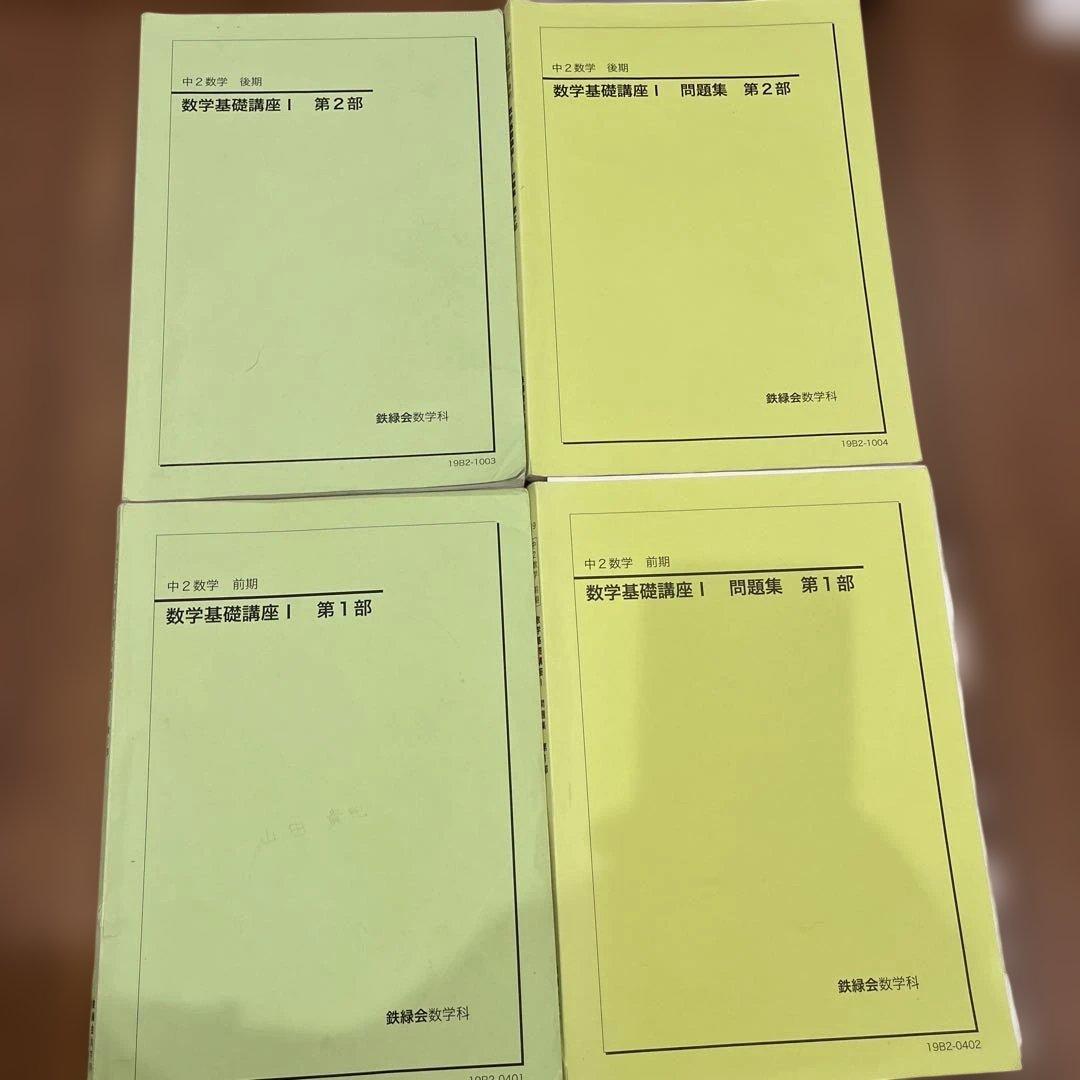 中2数学 後期
数学基礎講座Ⅰ 第2部
鉄緑会数学科
19B2-1003
中2数学 後期
数学基礎講座Ⅰ 問題集 第2部
鉄緑会数学科
19B2-1004
中2数学 前期
数学基礎講座Ⅰ 第1部
山田
鉄緑会数学科
19B2-0401
中2数学 前期
数学基礎講座Ⅰ 問題集 第1部
鉄緑会数学科
19B2-0402